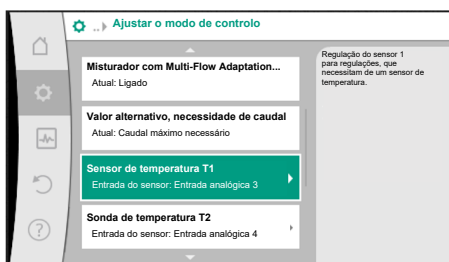 .. Ajustar o modo de controlo
Misturador com Multi-Flow Adaptation...
Atual: Ligado
Valor alternativo, necessidade de caudal
Atual: Caudal máximo necessário
Sensor de temperatura T1
Entrada do sensor: Entrada analógica 3
Sonda de temperatura T2
Entrada do sensor: Entrada analógica 4
Regulação do sensor 1
para regulações, que
necessitam de um sensor de
temperatura.